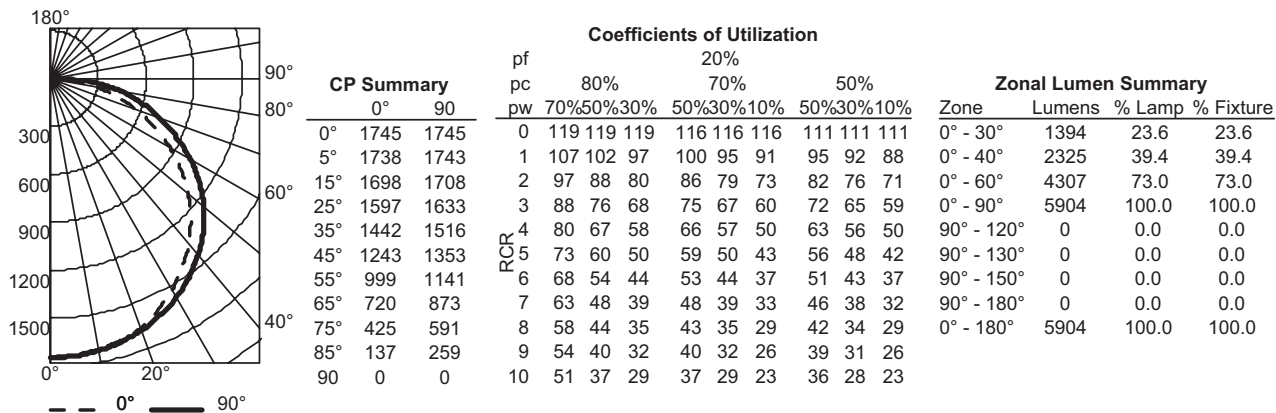 180°
90°
80°
60°
40°
300
600
900
1200
1500
0° 20°
0° 90°
CP Summary
0° 90
0° 1745 1745
5° 1738 1743
15° 1698 1708
25° 1597 1633
35° 1442 1516
45° 1243 1353
55° 999 1141
65° 720 873
75° 425 591
85° 137 259
90 0 0
Coefficients of Utilization
pf 20%
pc 80% 70% 50%
pw 70%50%30% 50%30%10% 50%30%10%
RCR
0 119 119 119 116 116 116 111 111 111
1 107 102 97 100 95 91 95 92 88
2 97 88 80 86 79 73 82 76 71
3 88 76 68 75 67 60 72 65 59
4 80 67 58 66 57 50 63 56 50
5 73 60 50 59 50 43 56 48 42
6 68 54 44 53 44 37 51 43 37
7 63 48 39 48 39 33 46 38 32
8 58 44 35 43 35 29 42 34 29
9 54 40 32 40 32 26 39 31 26
10 51 37 29 37 29 23 36 28 23
Zonal Lumen Summary
Zone Lumens % Lamp % Fixture
0° - 30° 1394 23.6 23.6
0° - 40° 2325 39.4 39.4
0° - 60° 4307 73.0 73.0
0° - 90° 5904 100.0 100.0
90° - 120° 0 0.0 0.0
90° - 130° 0 0.0 0.0
90° - 150° 0 0.0 0.0
90° - 180° 0 0.0 0.0
0° - 180° 5904 100.0 100.0